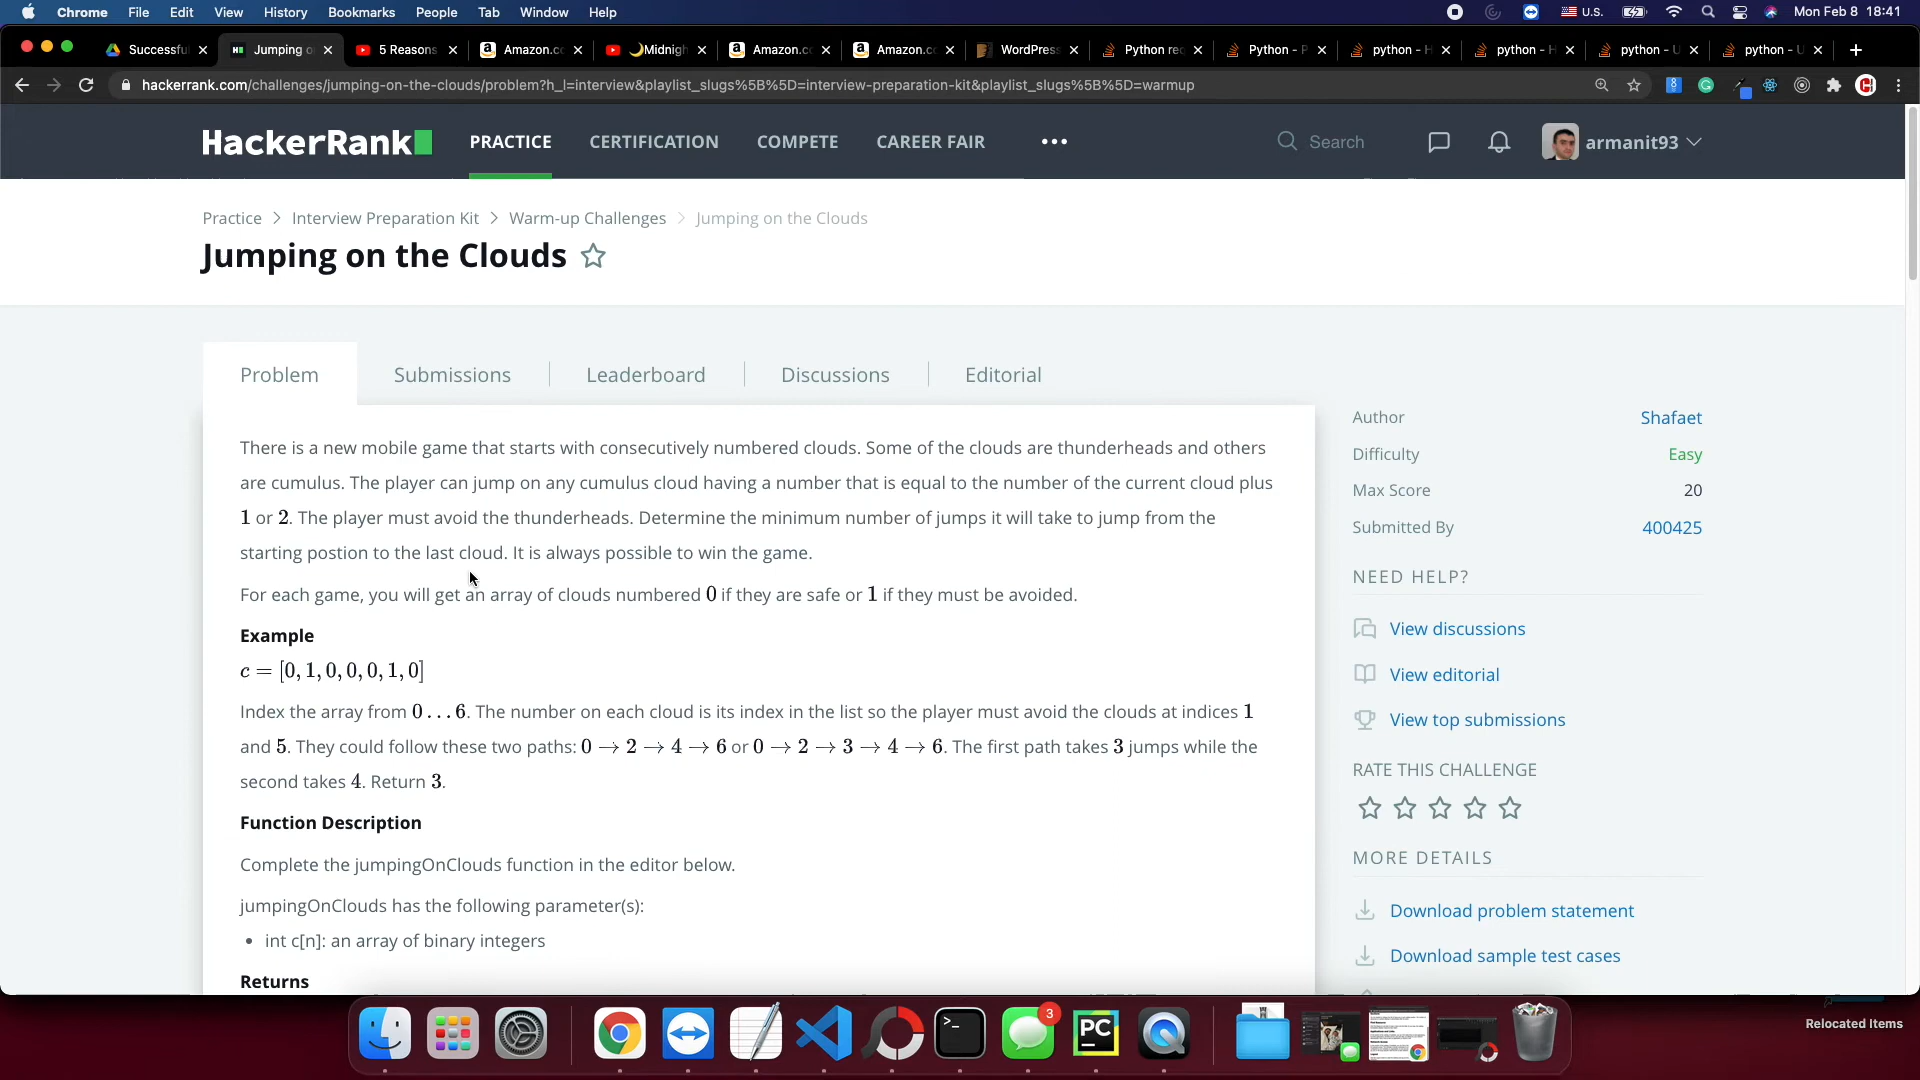 Chrome File Edit View History Bookmarks People Tab Window Help U.S. Mon Feb 8 18:41
Successfu Jumping o 5 Reasons Amazon.co Midnigh Amazon.co Amazon.co WordPress Python req Python - P python - H python - H python - U python - U
hackerrank.com/challenges/jumping-on-the-clouds/problem?h_l=interview&playlist_slugs%5B%5D=interview-preparation-kit&playlist_slugs%5B%5D=warmup
HackerRank PRACTICE CERTIFICATION COMPETE CAREER FAIR Search armanit93
Practice > Interview Preparation Kit > Warm-up Challenges > Jumping on the Clouds
Jumping on the Clouds
Problem Submissions Leaderboard Discussions Editorial
There is a new mobile game that starts with consecutively numbered clouds. Some of the clouds are thunderheads and others
are cumulus. The player can jump on any cumulus cloud having a number that is equal to the number of the current cloud plus
1 or 2. The player must avoid the thunderheads. Determine the minimum number of jumps it will take to jump from the
starting postion to the last cloud. It is always possible to win the game.
For each game, you will get an array of clouds numbered 0 if they are safe or 1 if they must be avoided.
Example
c = [0, 1, 0, 0, 0, 1, 0]
Index the array from 0...6. The number on each cloud is its index in the list so the player must avoid the clouds at indices 1
and 5. They could follow these two paths: 0 → 2 → 4 → 6 or 0 → 2 → 3 → 4 → 6. The first path takes 3 jumps while the
second takes 4. Return 3.
Function Description
Complete the jumpingOnClouds function in the editor below.
jumpingOnClouds has the following parameter(s):
• int c[n]: an array of binary integers
Returns
Author Shafaet
Difficulty Easy
Max Score 20
Submitted By 400425
NEED HELP?
View discussions
View editorial
View top submissions
RATE THIS CHALLENGE
MORE DETAILS
Download problem statement
Download sample test cases
3
PC
Relocated Items